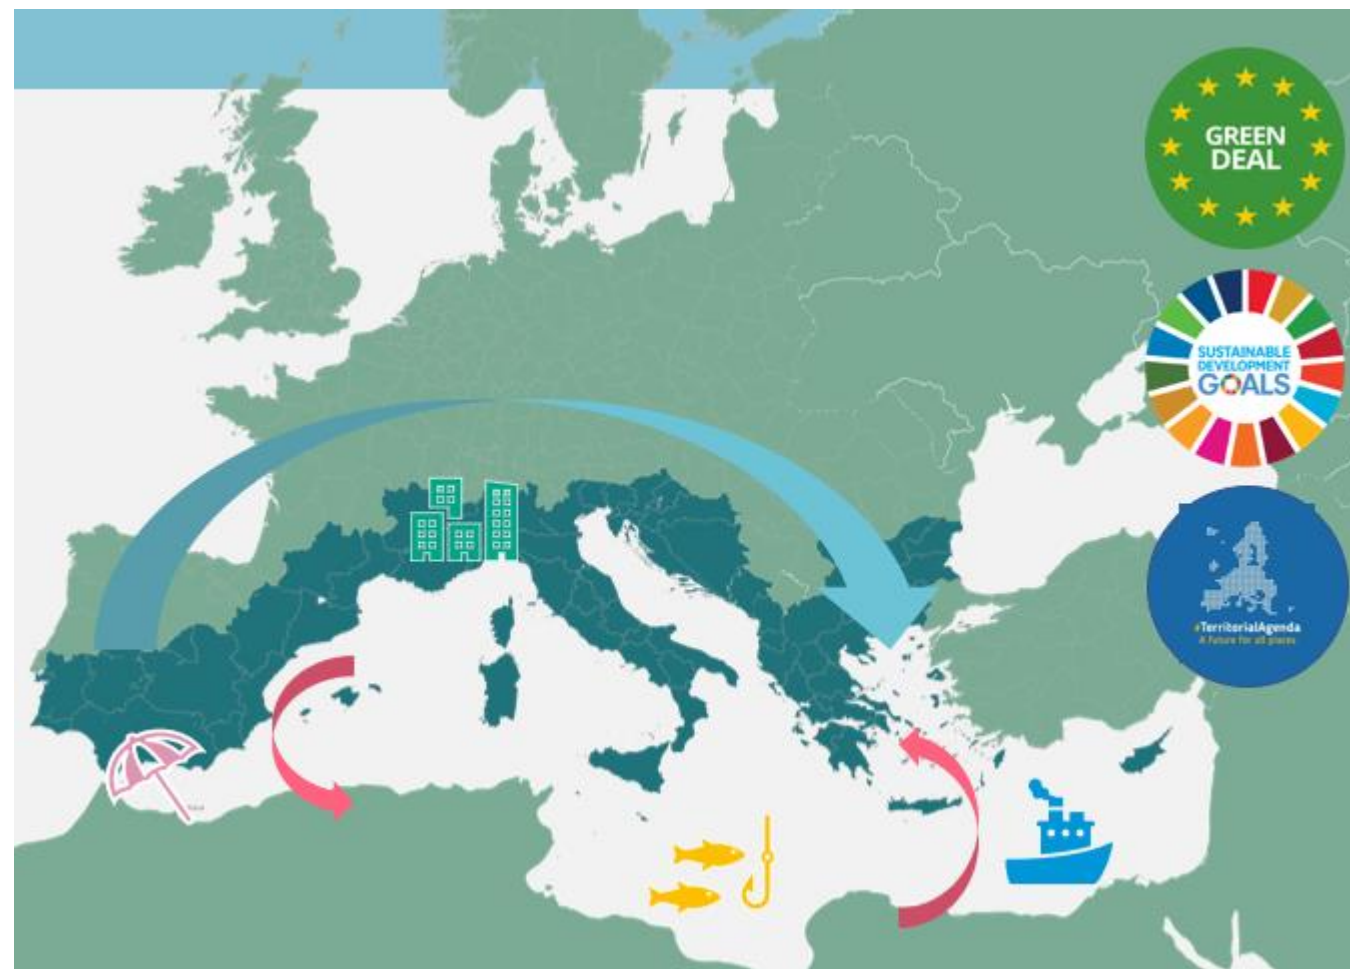 GREEN
DEAL
SUSTAINABLE
DEVELOPMENT
GOALS
#TerritorialAgenda
A future for all places